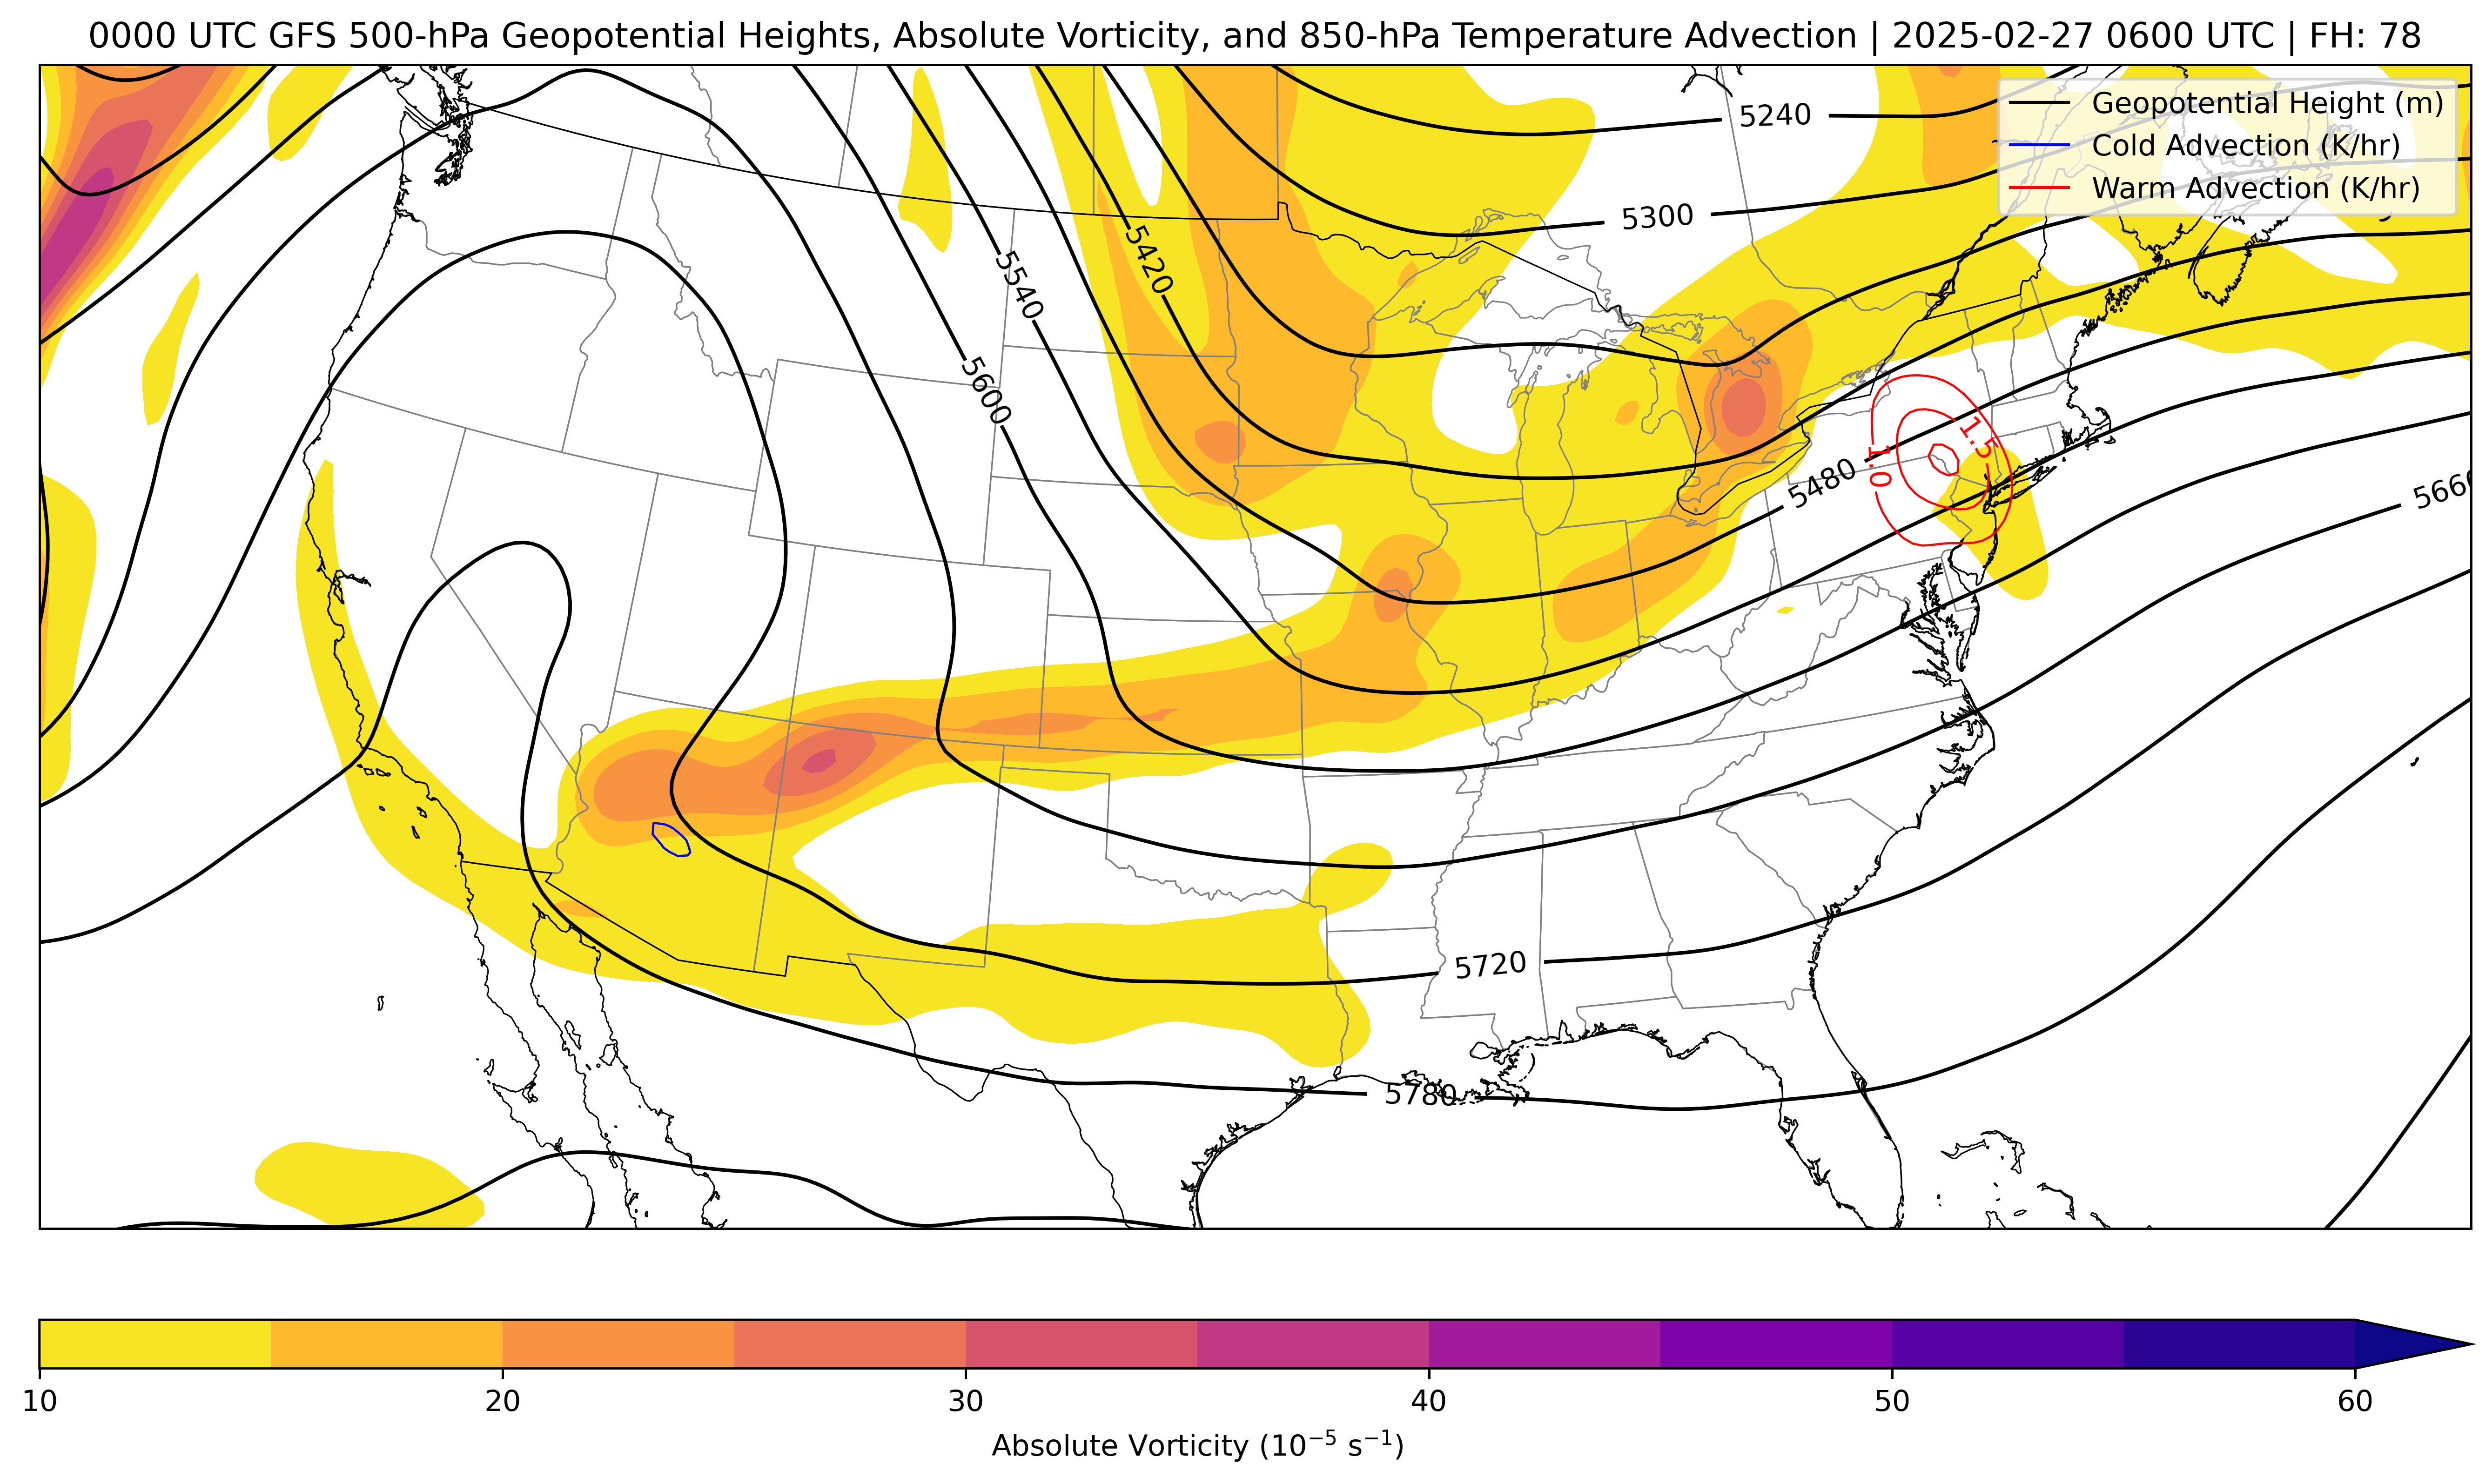 0000 UTC GFS 500-hPa Geopotential Heights, Absolute Vorticity, and 850-hPa Temperature Advection | 2025-02-27 0600 UTC | FH: 78
Geopotential Height (m)
Cold Advection (K/hr)
Warm Advection (K/hr)
5240
5300
5420
5540
5600
1.5
1.0
5480
5660
5720
5780
10 20 30 40 50 60
Absolute Vorticity (10⁻⁵ s⁻¹)